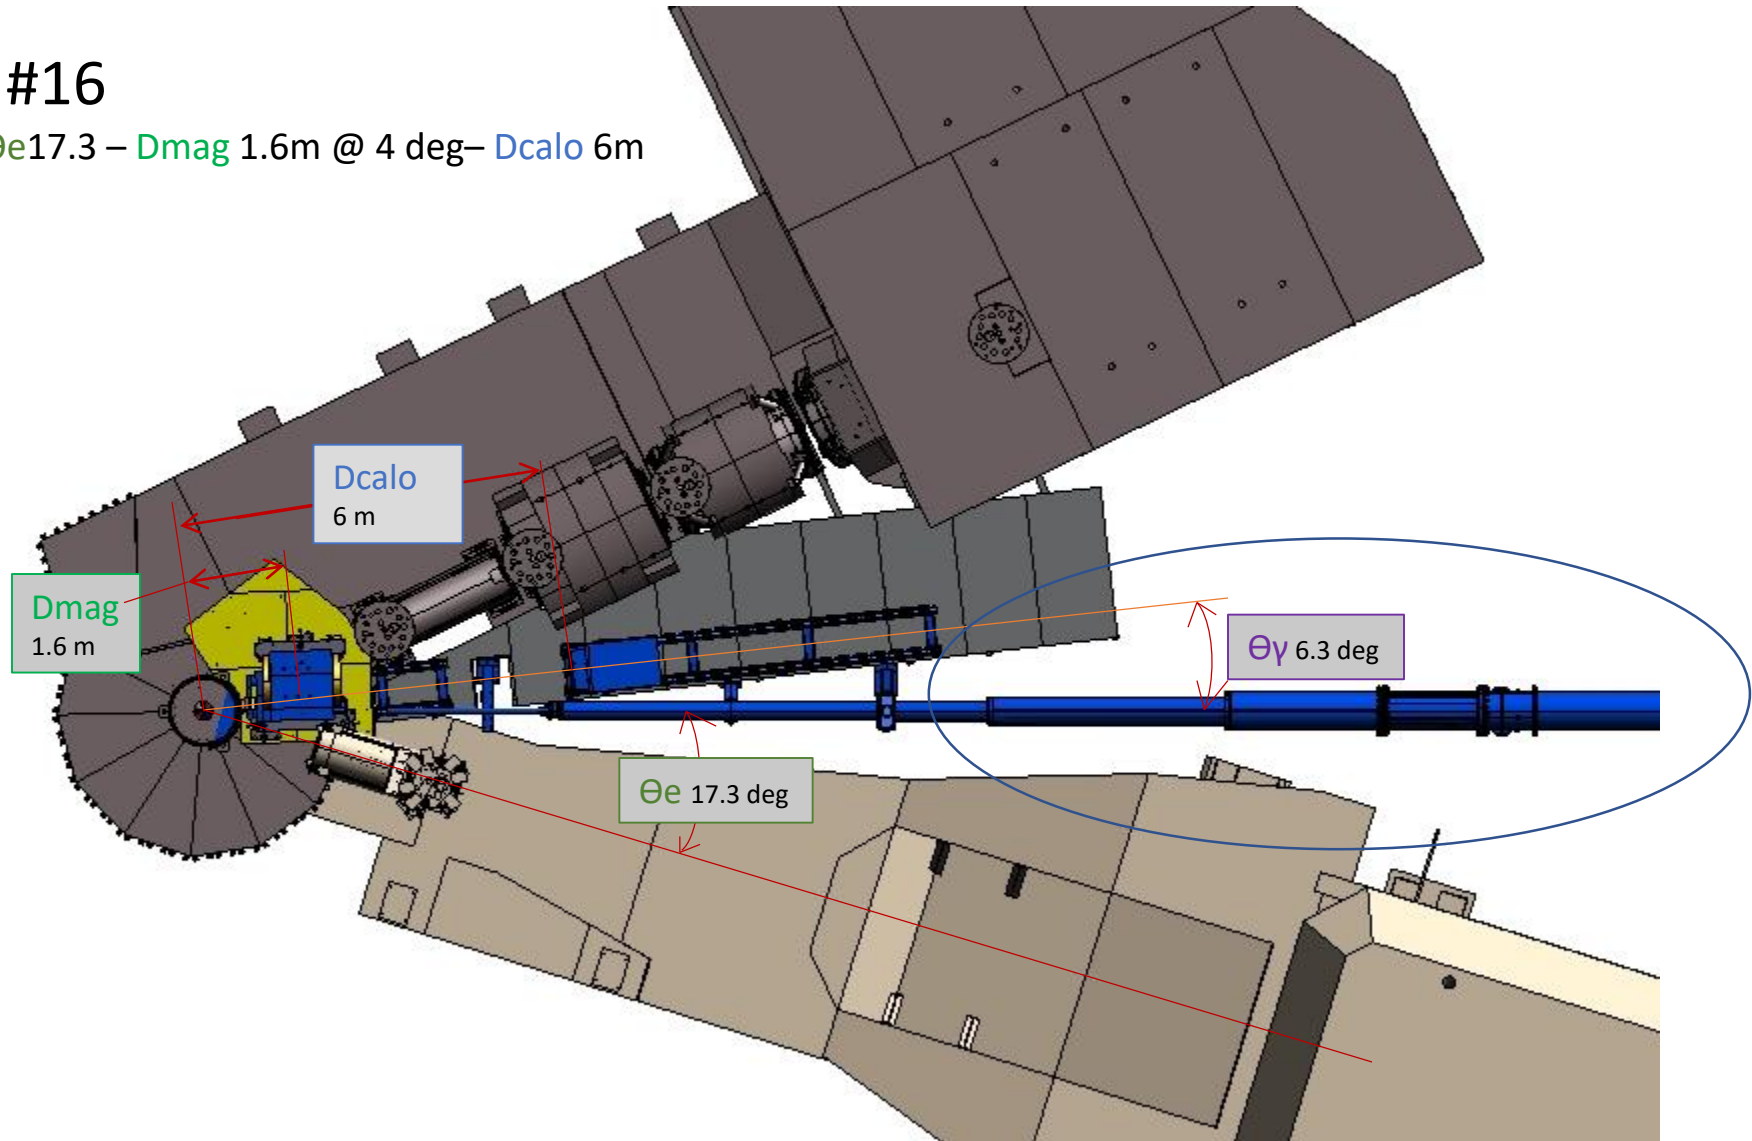 #16
e17.3 – Dmag 1.6m @ 4 deg– Dcalo 6m
Dcalo
6 m
Dmag
1.6 m
ϴγ 6.3 deg
ϴe 17.3 deg